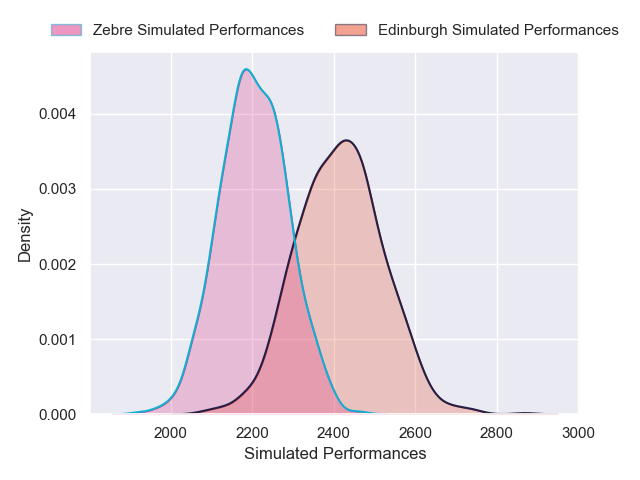 Zebre Simulated Performances Edinburgh Simulated Performances
0.004
0.003
0.002
0.001
0.000
Density
2000 2200 2400 2600 2800 3000
Simulated Performances